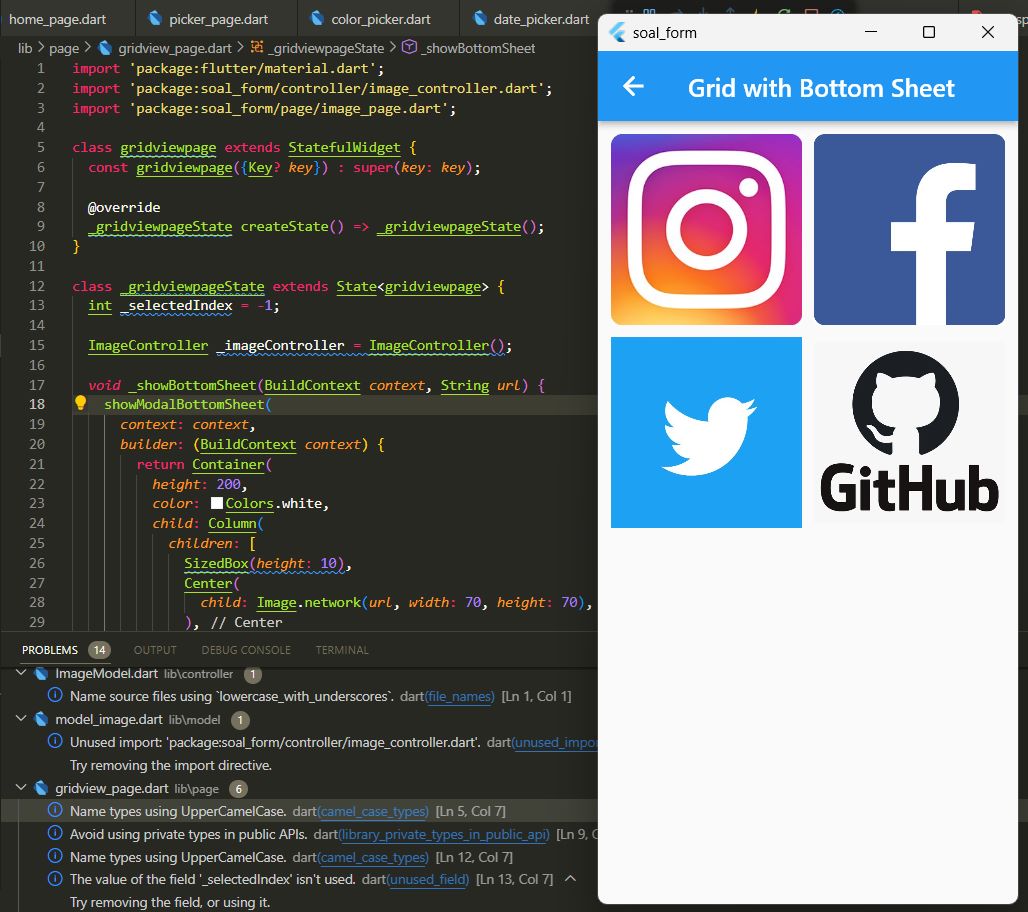 home_page.dart
picker_page.dart
color_picker.dart
date_picker.dart
lib > page > gridview_page.dart > _gridviewpageState > _showBottomSheet
1 import 'package:flutter/material.dart';
2 import 'package:soal_form/controller/image_controller.dart';
3 import 'package:soal_form/page/image_page.dart';
4
5 class gridviewpage extends StatefulWidget {
6 const gridviewpage({Key? key}) : super(key: key);
7
8 @override
9 _gridviewpageState createState() => _gridviewpageState();
10 }
11
12 class _gridviewpageState extends State<gridviewpage> {
13 int _selectedIndex = -1;
14
15 ImageController _imageController = ImageController();
16
17 void _showBottomSheet(BuildContext context, String url) {
18 showModalBottomSheet(
19 context: context,
20 builder: (BuildContext context) {
21 return Container(
22 height: 200,
23 color: Colors.white,
24 child: Column(
25 children: [
26 SizedBox(height: 10),
27 Center(
28 child: Image.network(url, width: 70, height: 70),
29 ), // Center
PROBLEMS 14 OUTPUT DEBUG CONSOLE TERMINAL
ImageModel.dart lib\controller 1
Name source files using `lowercase_with_underscores`. dart(file_names) [Ln 1, Col 1]
model_image.dart lib\model 1
Unused import: 'package:soal_form/controller/image_controller.dart'. dart(unused_impo
Try removing the import directive.
gridview_page.dart lib\page 6
Name types using UpperCamelCase. dart(camel_case_types) [Ln 5, Col 7]
Avoid using private types in public APIs. dart(library_private_types_in_public_api) [Ln 9, C
Name types using UpperCamelCase. dart(camel_case_types) [Ln 12, Col 7]
The value of the field '_selectedIndex' isn't used. dart(unused_field) [Ln 13, Col 7]
Try removing the field, or using it.
soal_form
Grid with Bottom Sheet
GitHub